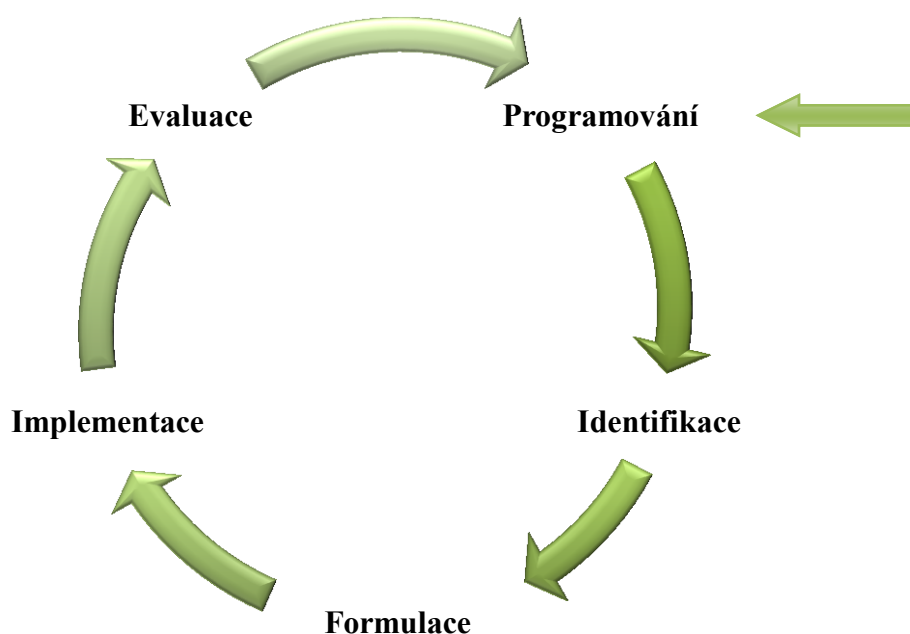 Evaluace
Programování
Implementace
Identifikace
Formulace